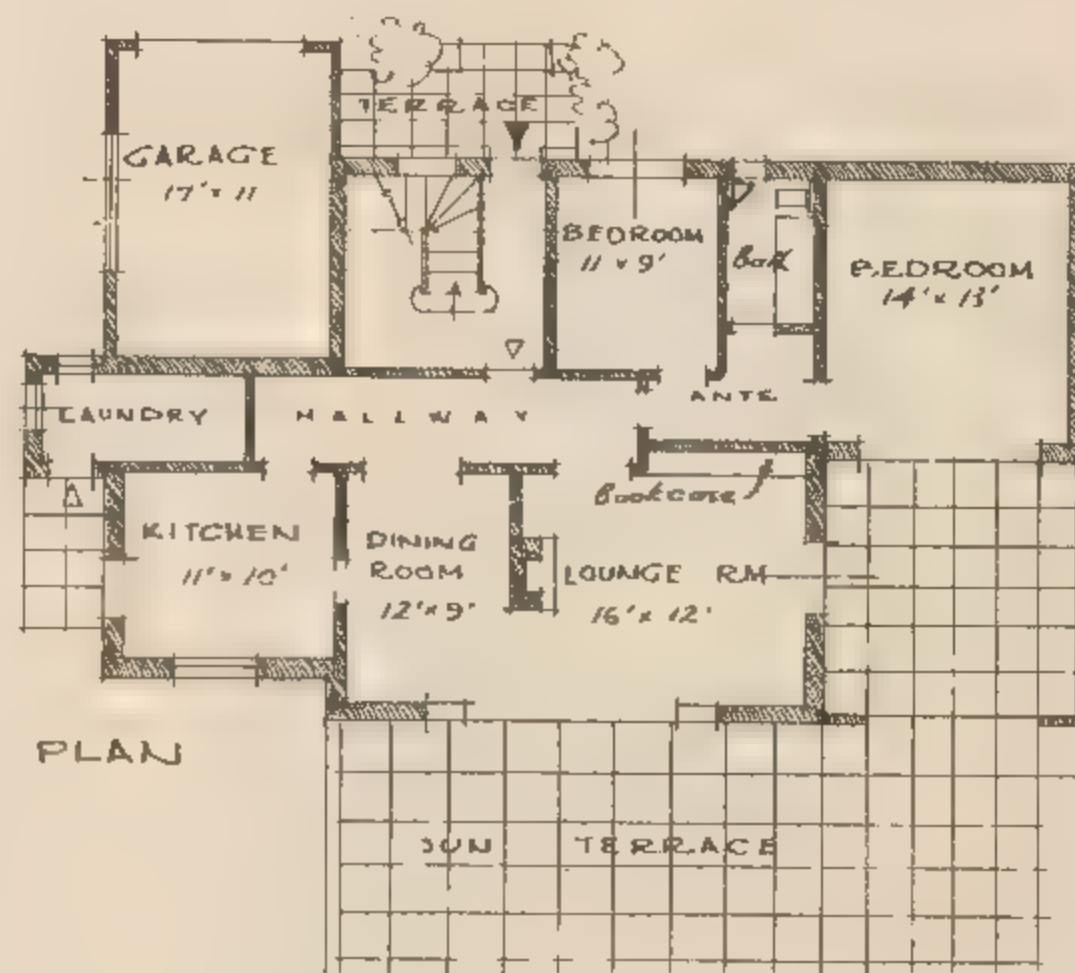 TERRACE
GARAGE
17' x 11
BEDROOM
11 x 9'
Bath
BEDROOM
14' x 13'
ANTE
LAUNDRY
HALLWAY
Bookcase
KITCHEN
11' x 10'
DINING
ROOM
12' x 9'
LOUNGE RM
16' x 12'
PLAN
SUN TERRACE